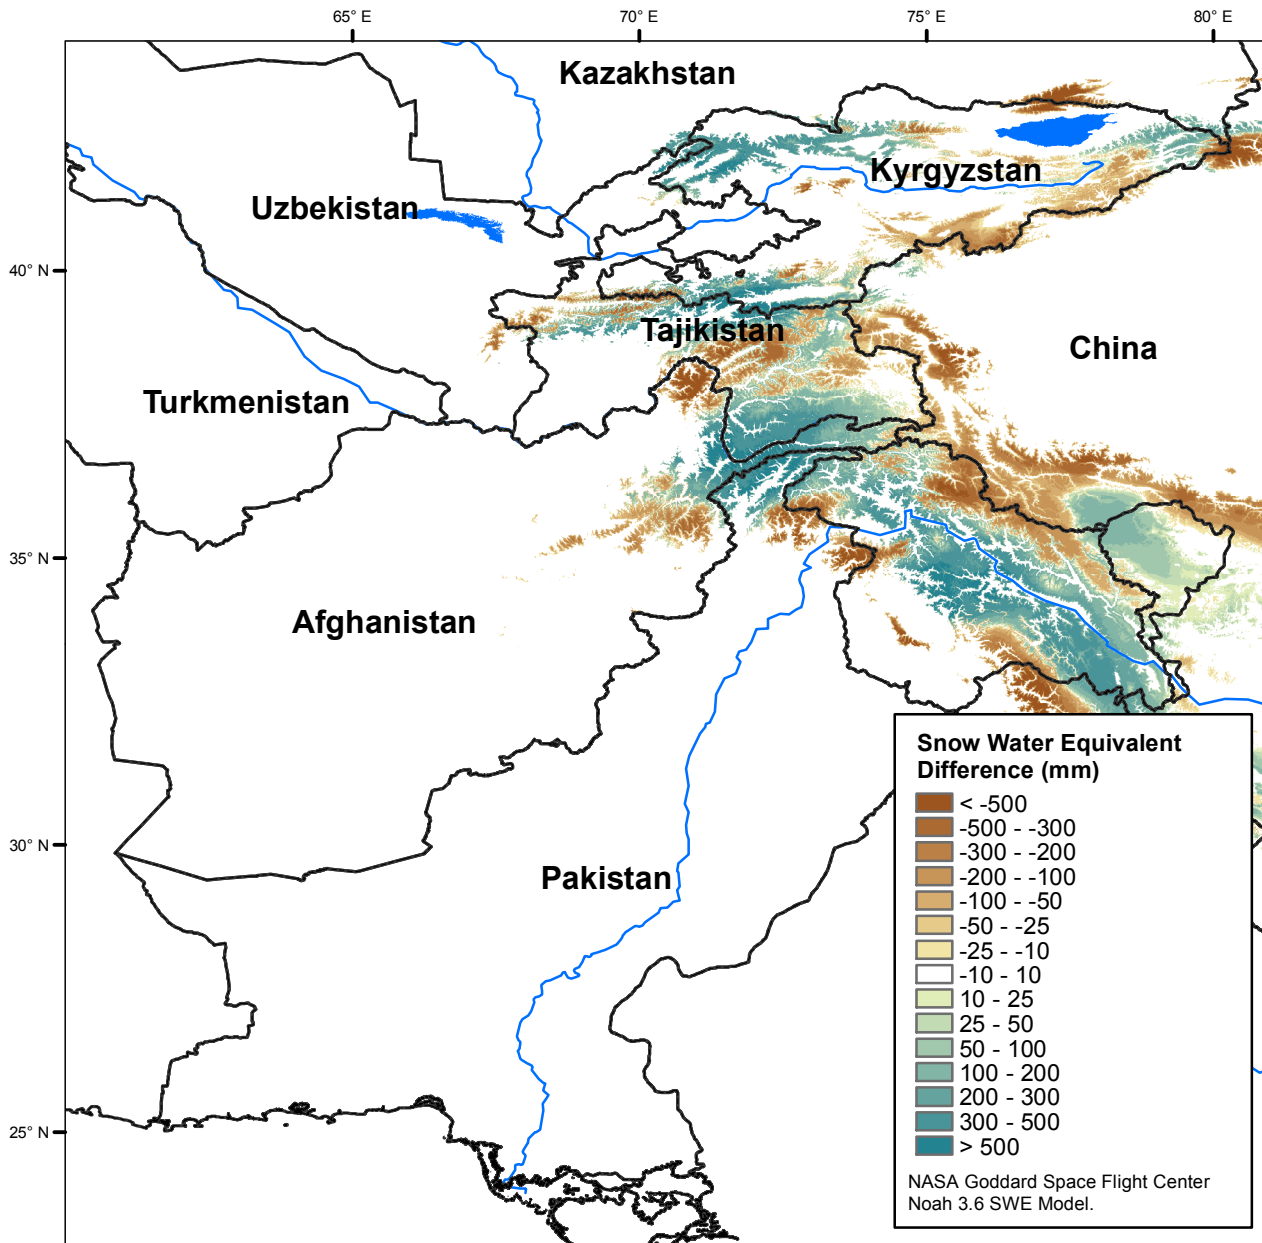 65° E
70° E
75° E
80° E
Kazakhstan
Kyrgyzstan
Uzbekistan
40° N
Tajikistan
China
Turkmenistan
35° N
Afghanistan
30° N
Pakistan
25° N
Snow Water Equivalent
Difference (mm)
< -500
-500 - -300
-300 - -200
-200 - -100
-100 - -50
-50 - -25
-25 - -10
-10 - 10
10 - 25
25 - 50
50 - 100
100 - 200
200 - 300
300 - 500
> 500
NASA Goddard Space Flight Center
Noah 3.6 SWE Model.